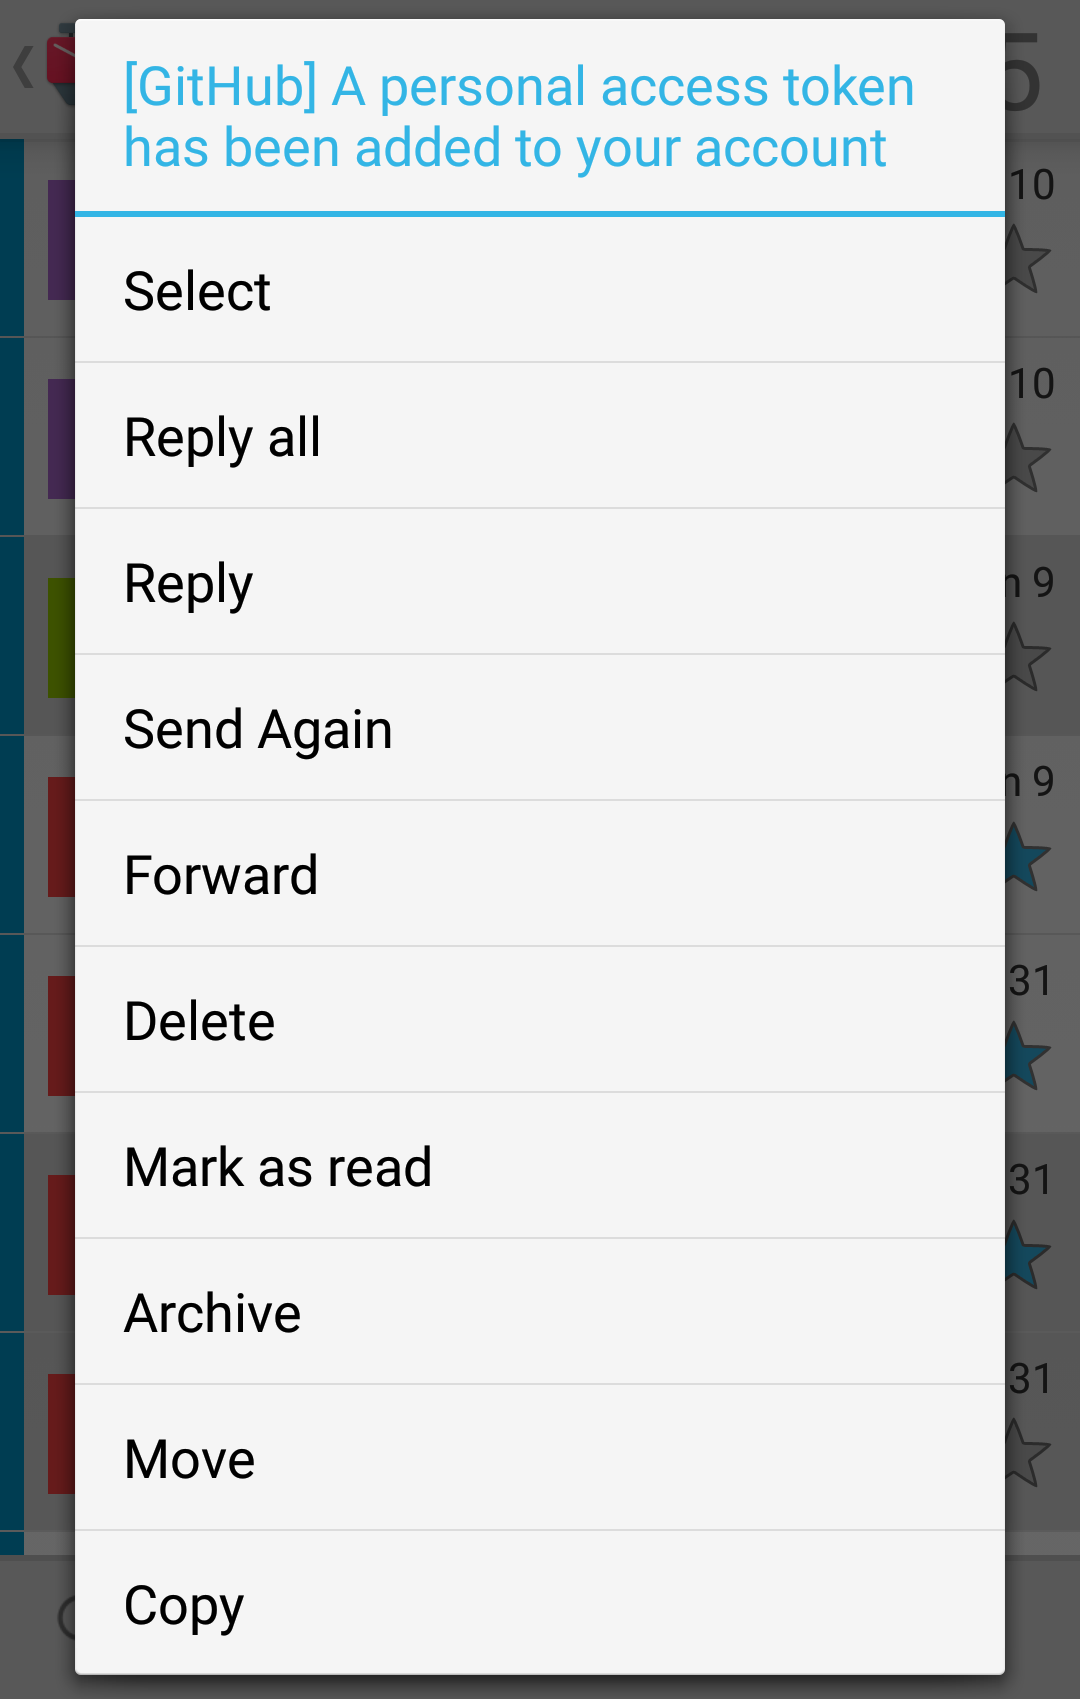 [GitHub] A personal access token
has been added to your account
5
10
Select
10
Reply all
Reply
9
Send Again
9
Forward
31
Delete
31
Mark as read
Archive
31
Move
Copy